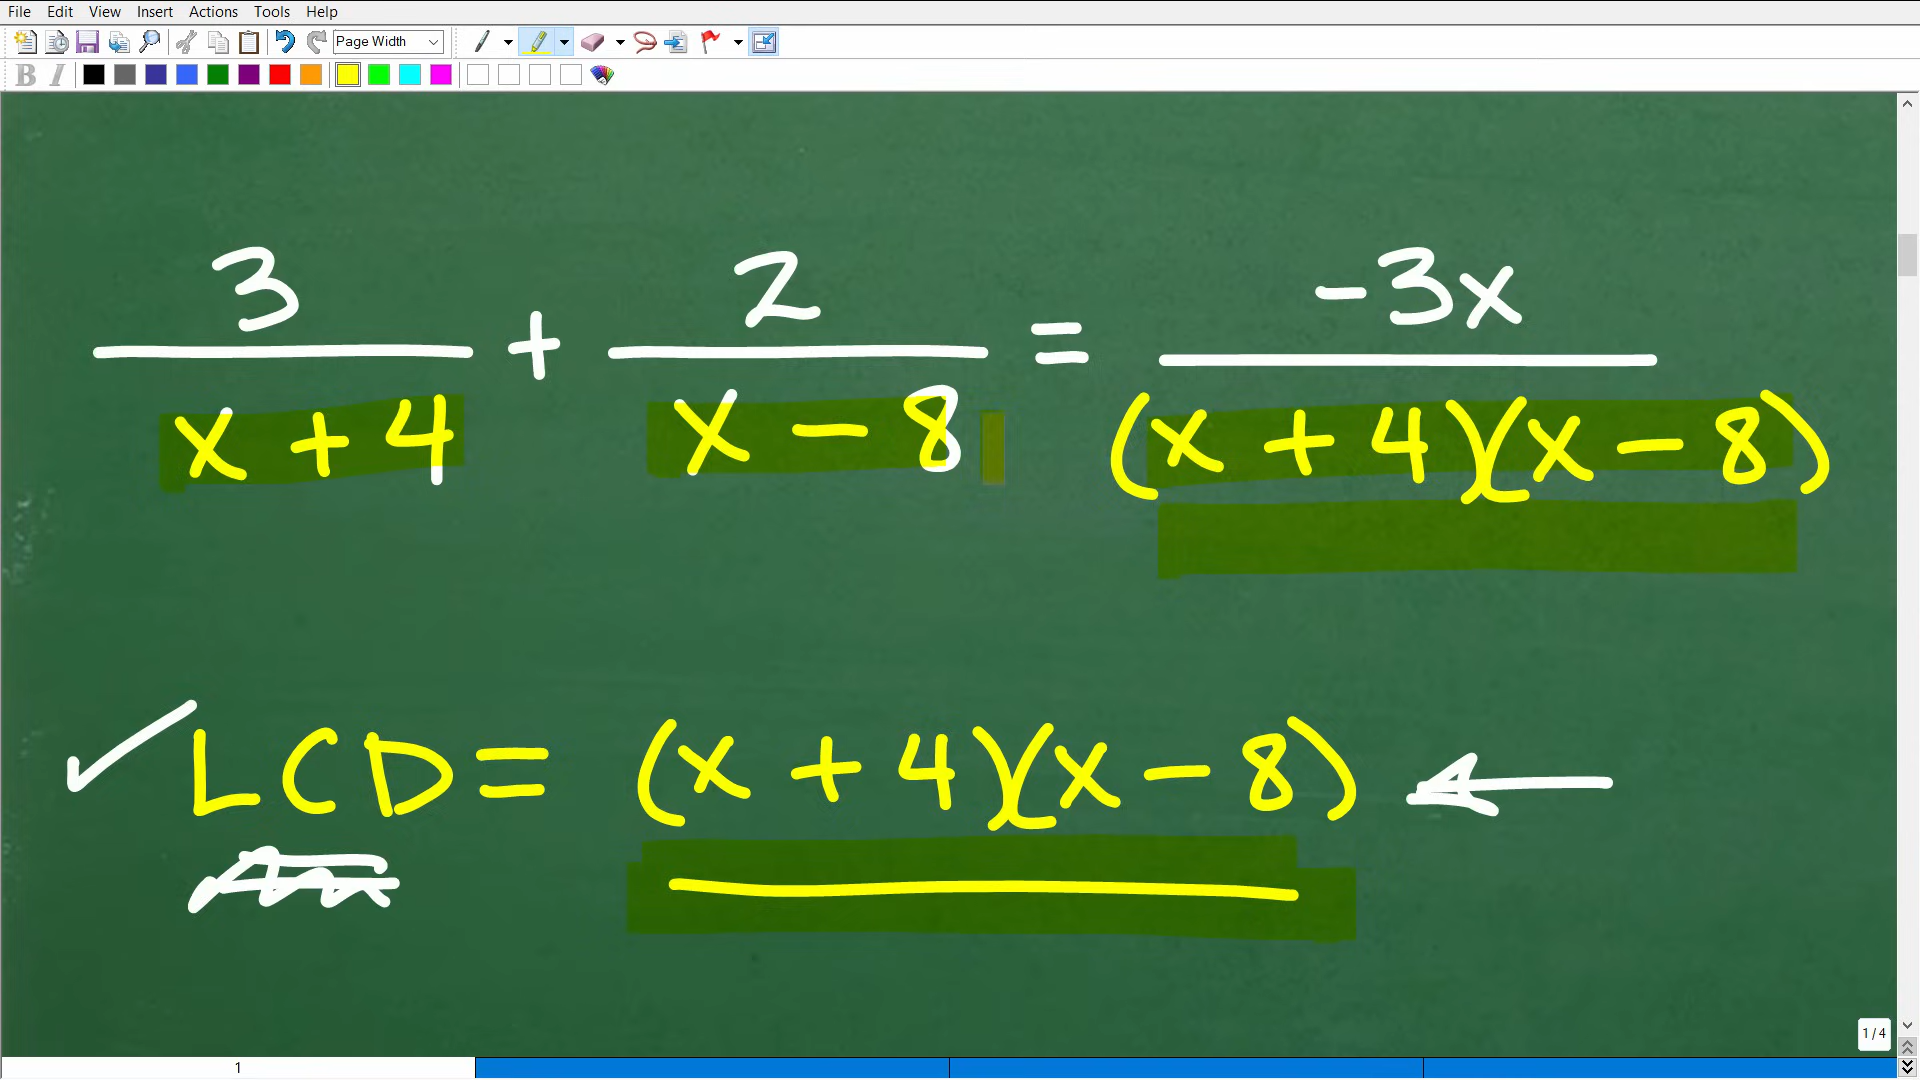 File Edit View Insert Actions Tools Help
Page Width
B I
3/(x + 4) + 2/(x - 8) = -3x/((x + 4)(x - 8))
LCD = (x + 4)(x - 8)
1 / 4
1